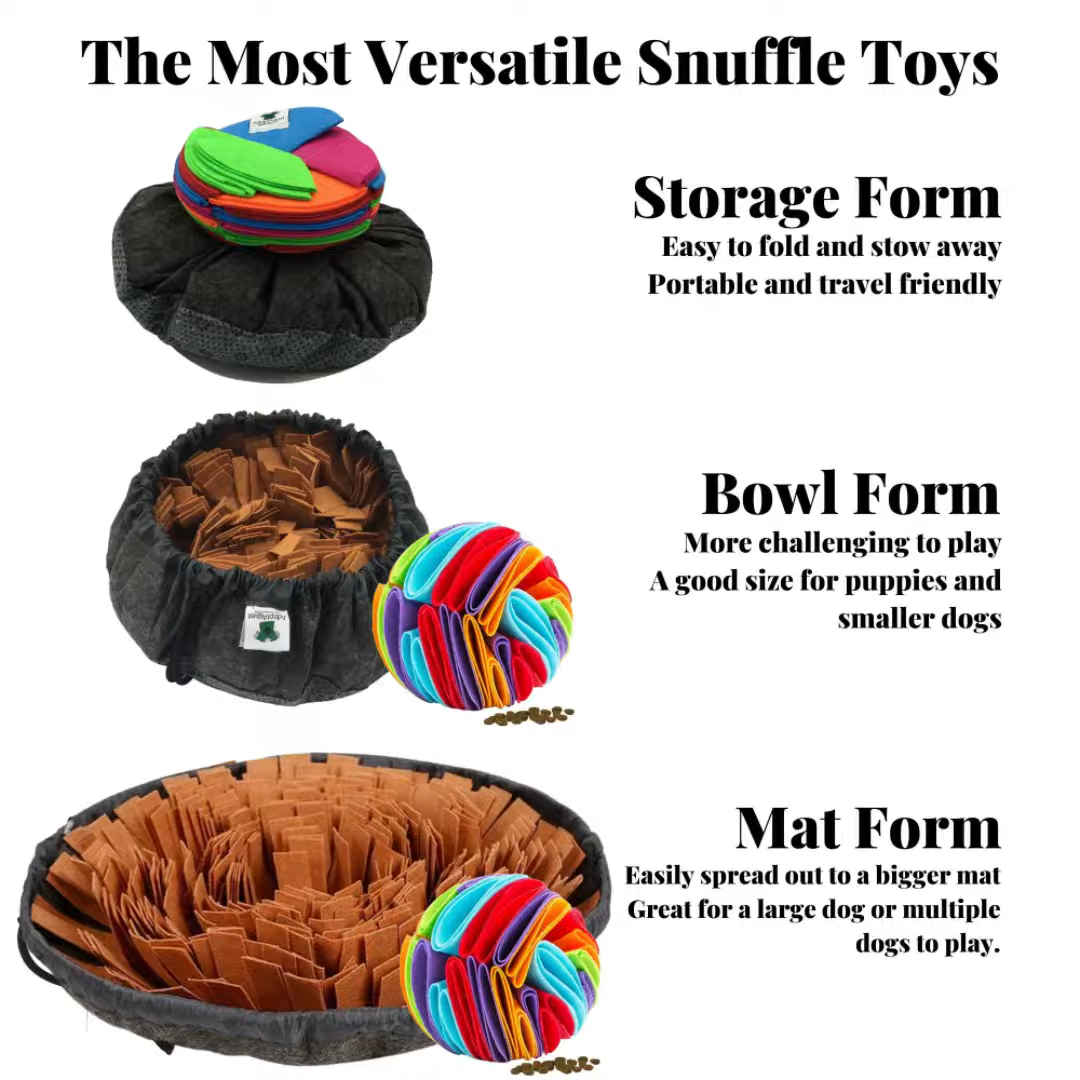 The Most Versatile Snuffle Toys
Storage Form
Easy to fold and stow away
Portable and travel friendly
Bowl Form
More challenging to play
A good size for puppies and
smaller dogs
Mat Form
Easily spread out to a bigger mat
Great for a large dog or multiple
dogs to play.